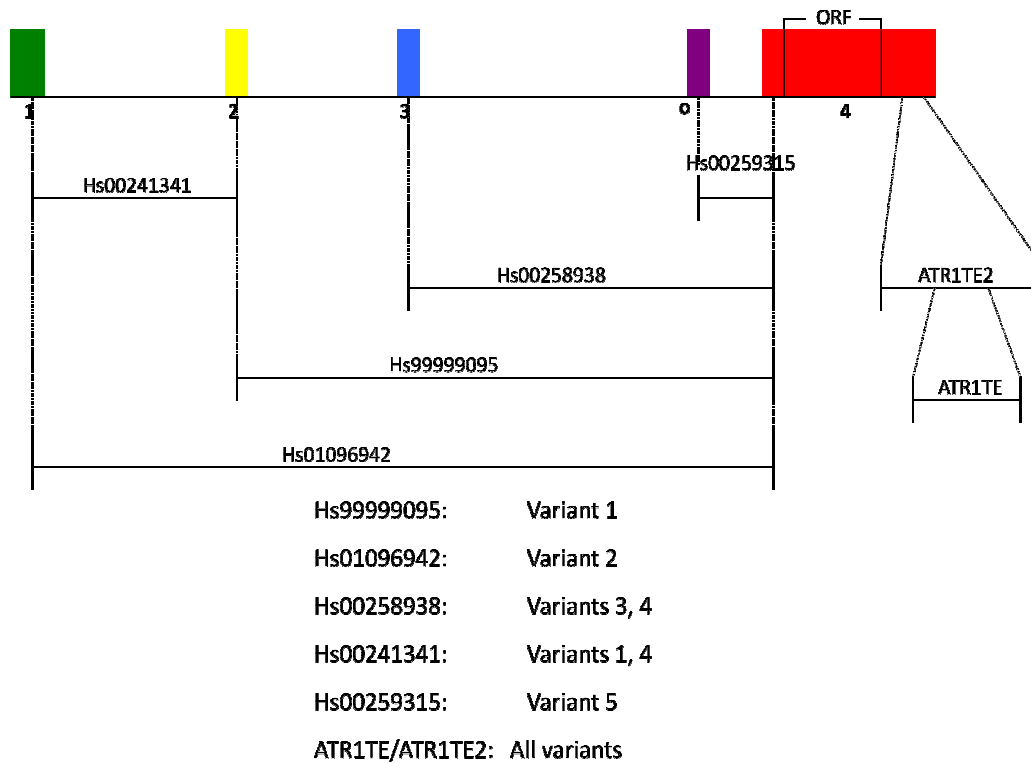 ORF
1
2
3
0
4
Hs00259315
Hs00241341
Hs00258938
ATR1TE2
Hs99999095
ATR1TE
Hs01096942
Hs99999095: Variant 1
Hs01096942: Variant 2
Hs00258938: Variants 3, 4
Hs00241341: Variants 1, 4
Hs00259315: Variant 5
ATR1TE/ATR1TE2: All variants